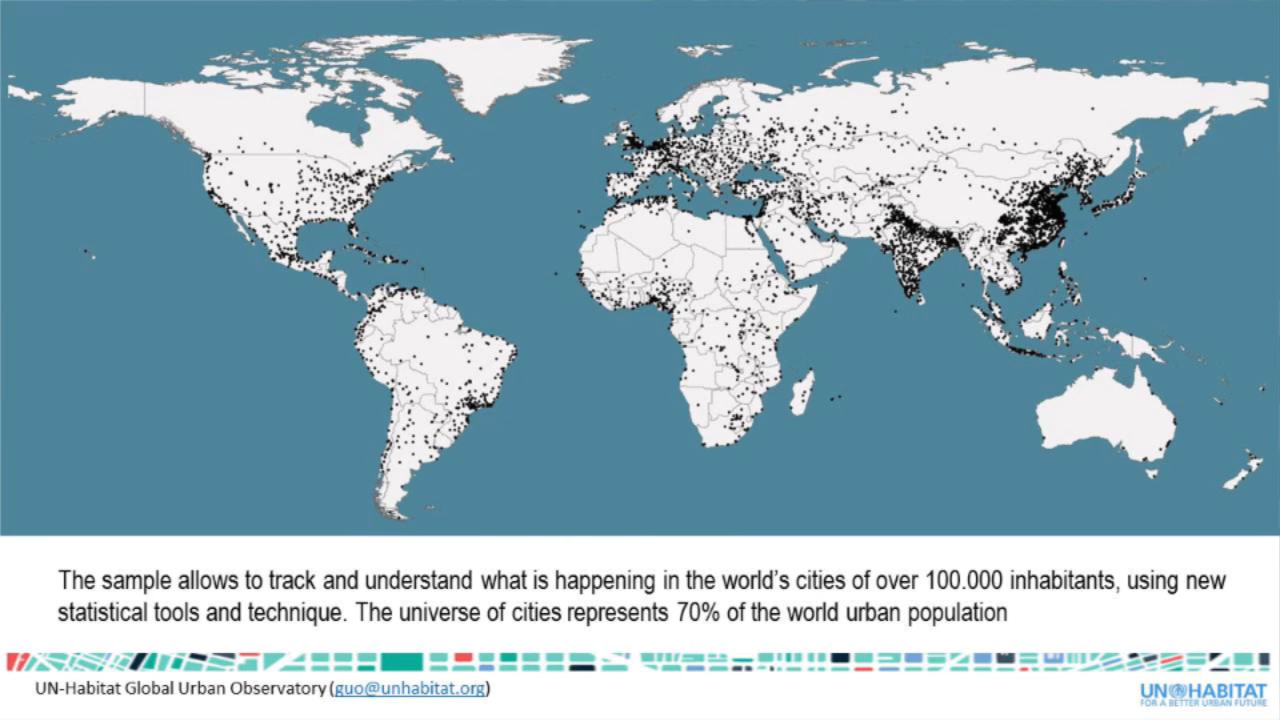 The sample allows to track and understand what is happening in the world's cities of over 100.000 inhabitants, using new
statistical tools and technique. The universe of cities represents 70% of the world urban population
UN-Habitat Global Urban Observatory (guo@unhabitat.org)
UN HABITAT
FOR A BETTER URBAN FUTURE